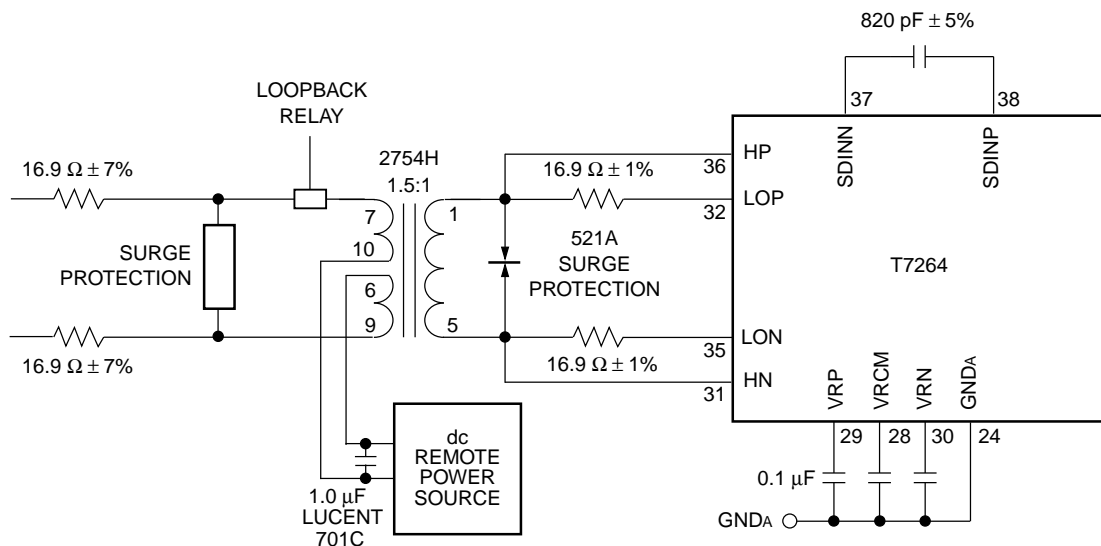 820 pF ± 5%
37
38
LOOPBACK
RELAY
SDINN
SDINP
16.9 Ω ± 7%
2754H
1.5:1
16.9 Ω ± 1%
36
HP
32
LOP
7
1
10
SURGE
PROTECTION
521A
SURGE
PROTECTION
T7264
6
9
5
16.9 Ω ± 7%
16.9 Ω ± 1%
35
LON
31
HN
VRP
VRCM
VRN
GNDA
29
28
30
24
dc
REMOTE
POWER
SOURCE
1.0 μF
LUCENT
701C
0.1 μF
GNDA